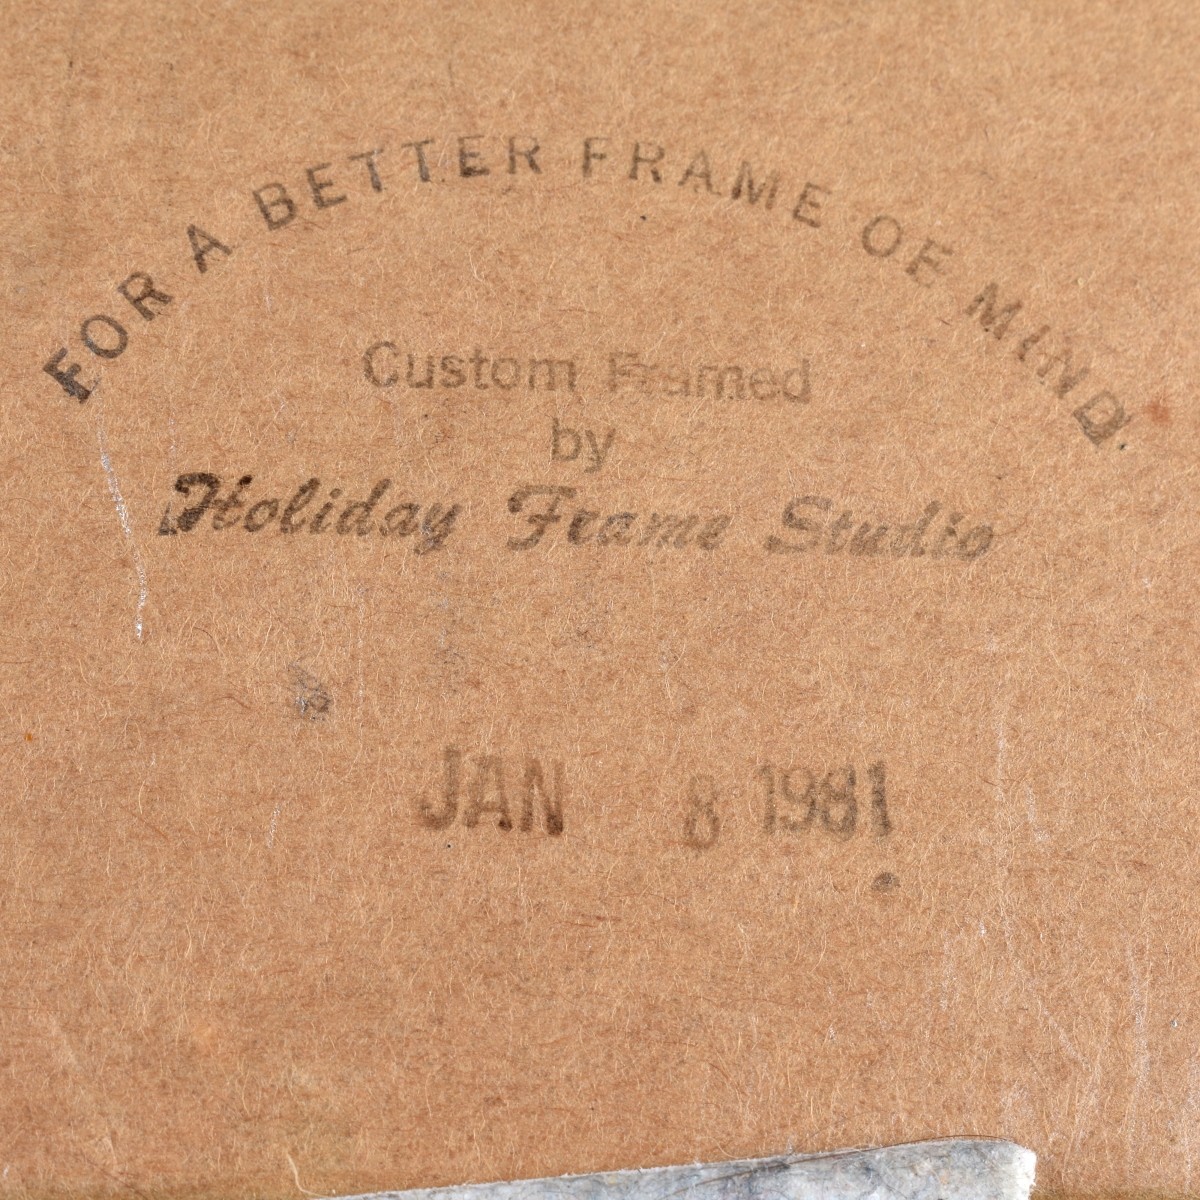 FOR A BETTER FRAME OF MIND
Custom Framed
by
Holiday Frame Studio
JAN 8 1981